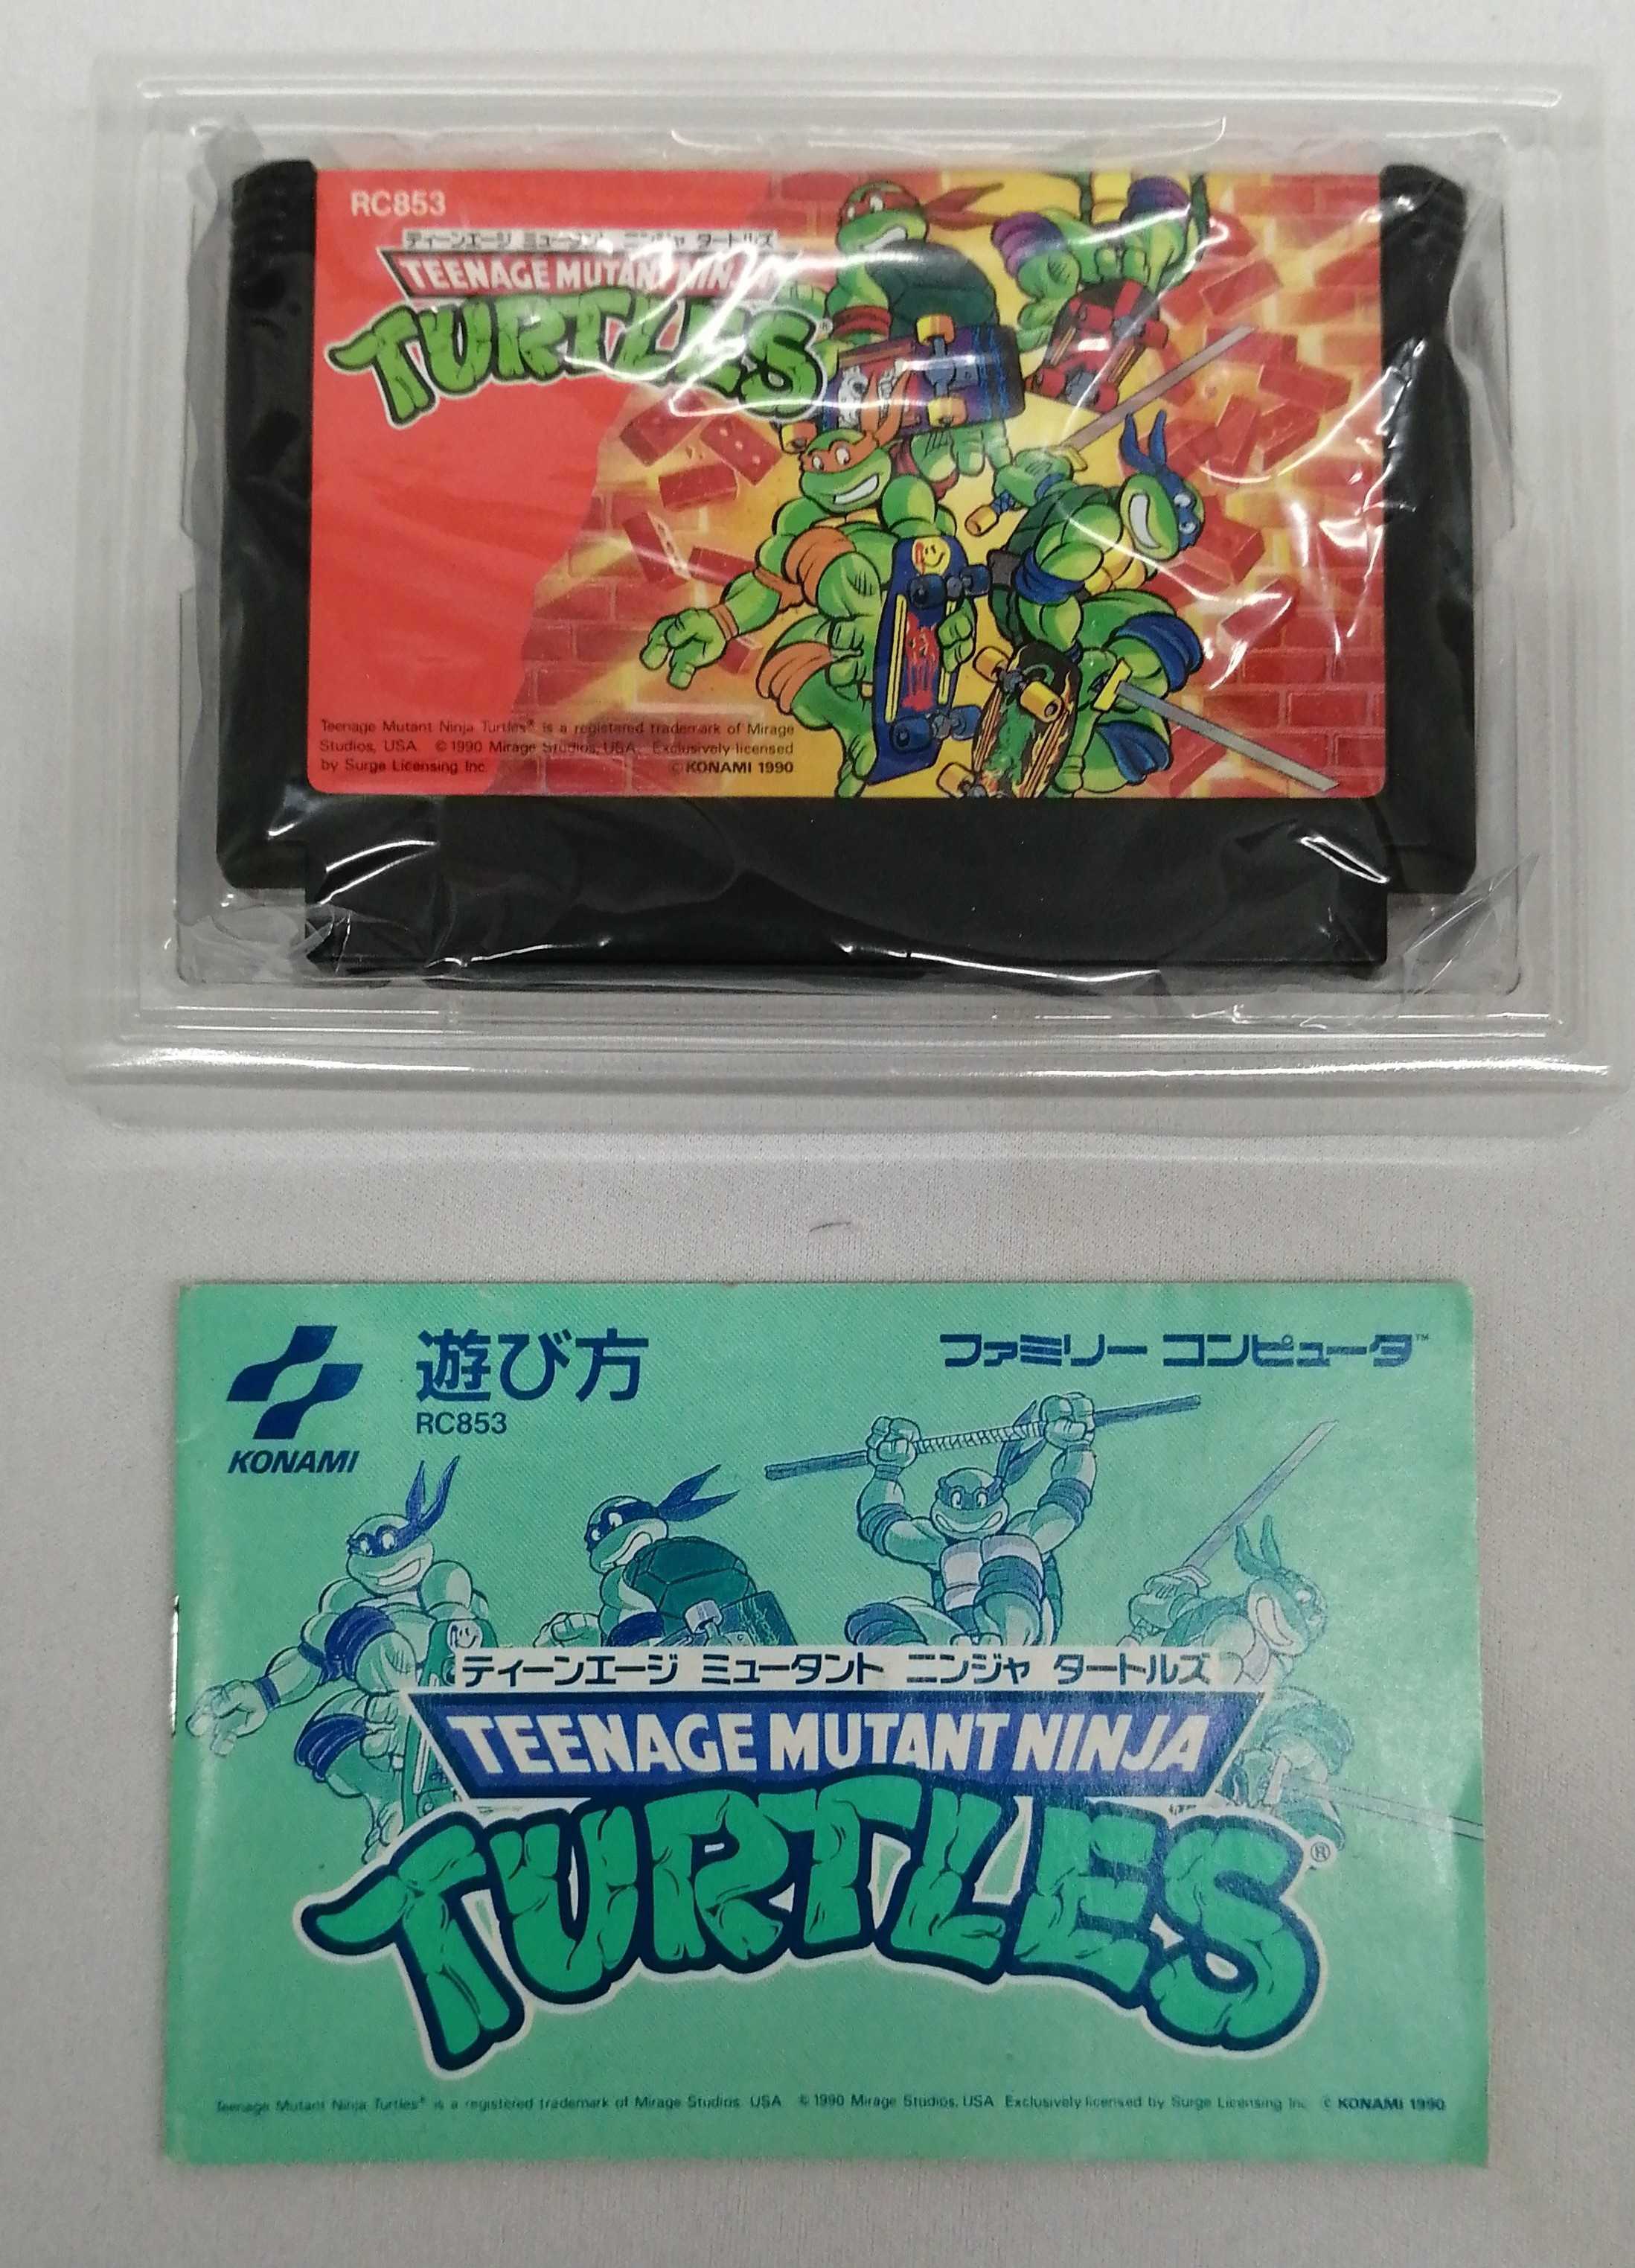 RC853
ティーンエージ ミュータント ニンジャ タートルズ
TEENAGE MUTANT NINJA
TURTLES
Teenage Mutant Ninja Turtles® is a registered trademark of Mirage
Studios, USA. ©1990 Mirage Studios, USA. Exclusively licensed
by Surge Licensing Inc.
© KONAMI 1990
遊び方
ファミリー コンピュータ™
RC853
KONAMI
ティーンエージ ミュータント ニンジャ タートルズ
TEENAGE MUTANT NINJA
TURTLES®
Teenage Mutant Ninja Turtles® is a registered trademark of Mirage Studios, USA. © 1990 Mirage Studios, USA. Exclusively licensed by Surge Licensing Inc. © KONAMI 1990